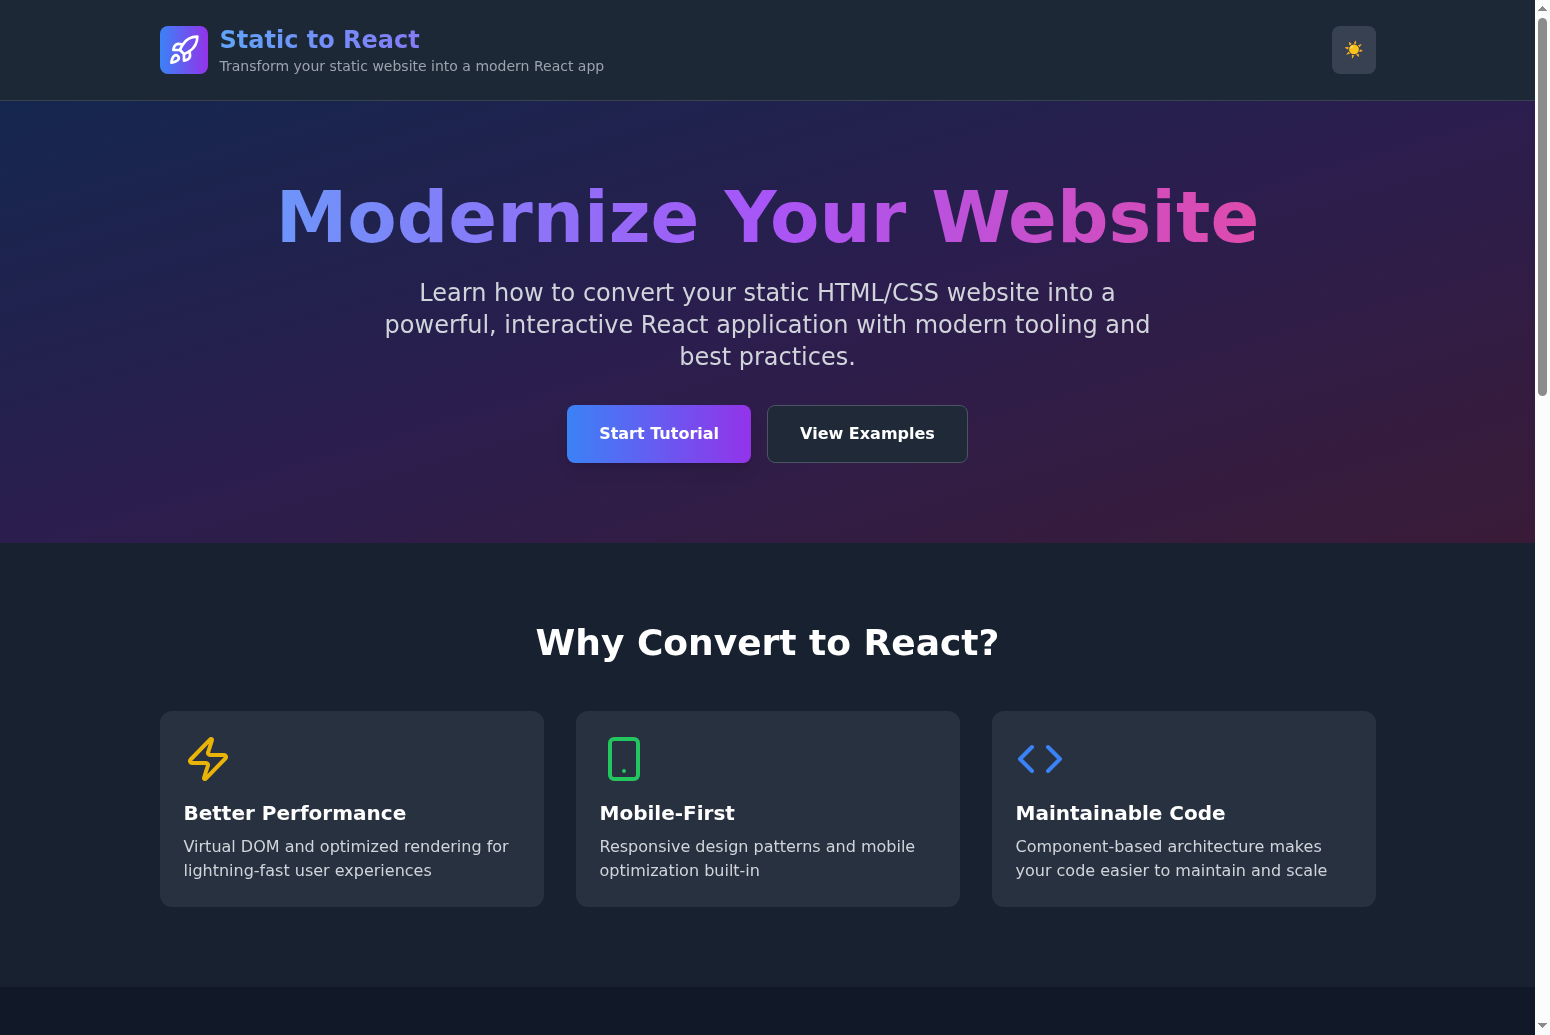 Static to React
Transform your static website into a modern React app
Modernize Your Website
Learn how to convert your static HTML/CSS website into a
powerful, interactive React application with modern tooling and
best practices.
Start Tutorial
View Examples
Why Convert to React?
Better Performance
Virtual DOM and optimized rendering for
lightning-fast user experiences
Mobile-First
Responsive design patterns and mobile
optimization built-in
Maintainable Code
Component-based architecture makes
your code easier to maintain and scale